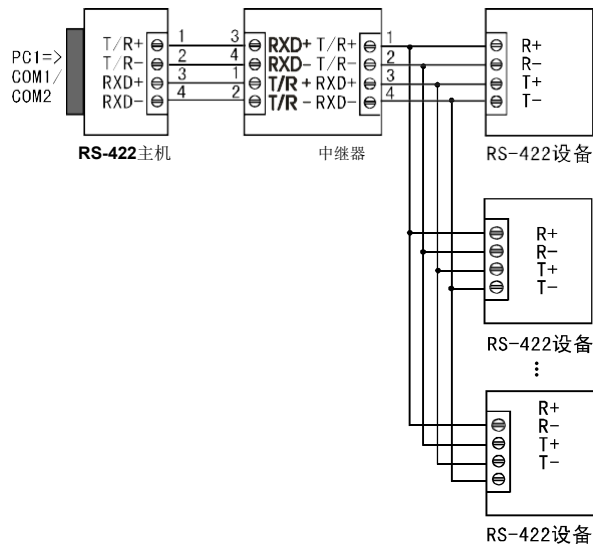 PC1=>
COM1/
COM2
T/R+ 1 3 RXD+ T/R+ 1 R+
T/R- 2 4 RXD- T/R- 2 R-
RXD+ 3 1 T/R+ RXD+ 3 T+
RXD- 4 2 T/R- RXD- 4 T-
RS-422主机 中继器 RS-422设备
R+
R-
T+
T-
RS-422设备
⋮
R+
R-
T+
T-
RS-422设备